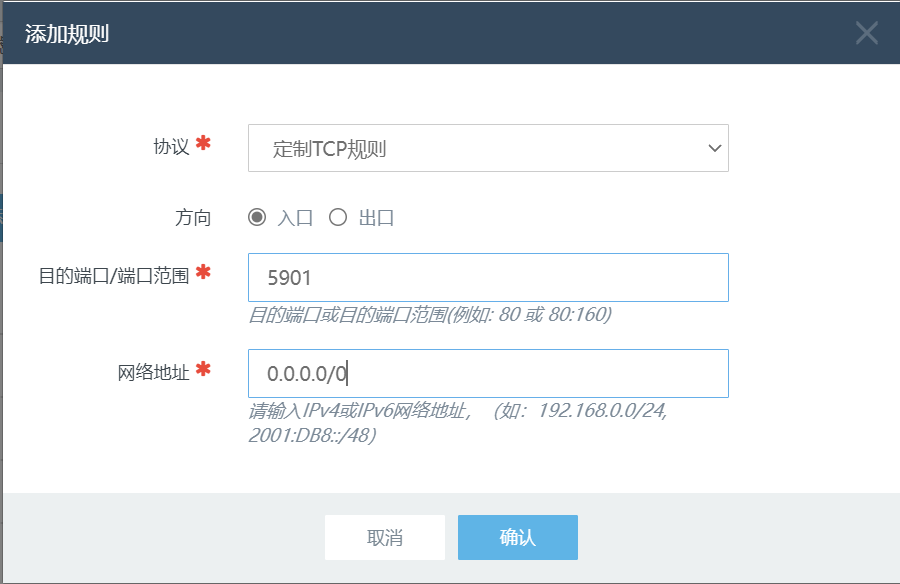 添加规则
协议 *
定制TCP规则
方向
入口 出口
目的端口/端口范围 *
5901
目的端口或目的端口范围(例如: 80 或 80:160)
网络地址 *
0.0.0.0/0
请输入IPv4或IPv6网络地址，（如：192.168.0.0/24,
2001:DB8::/48）
取消 确认